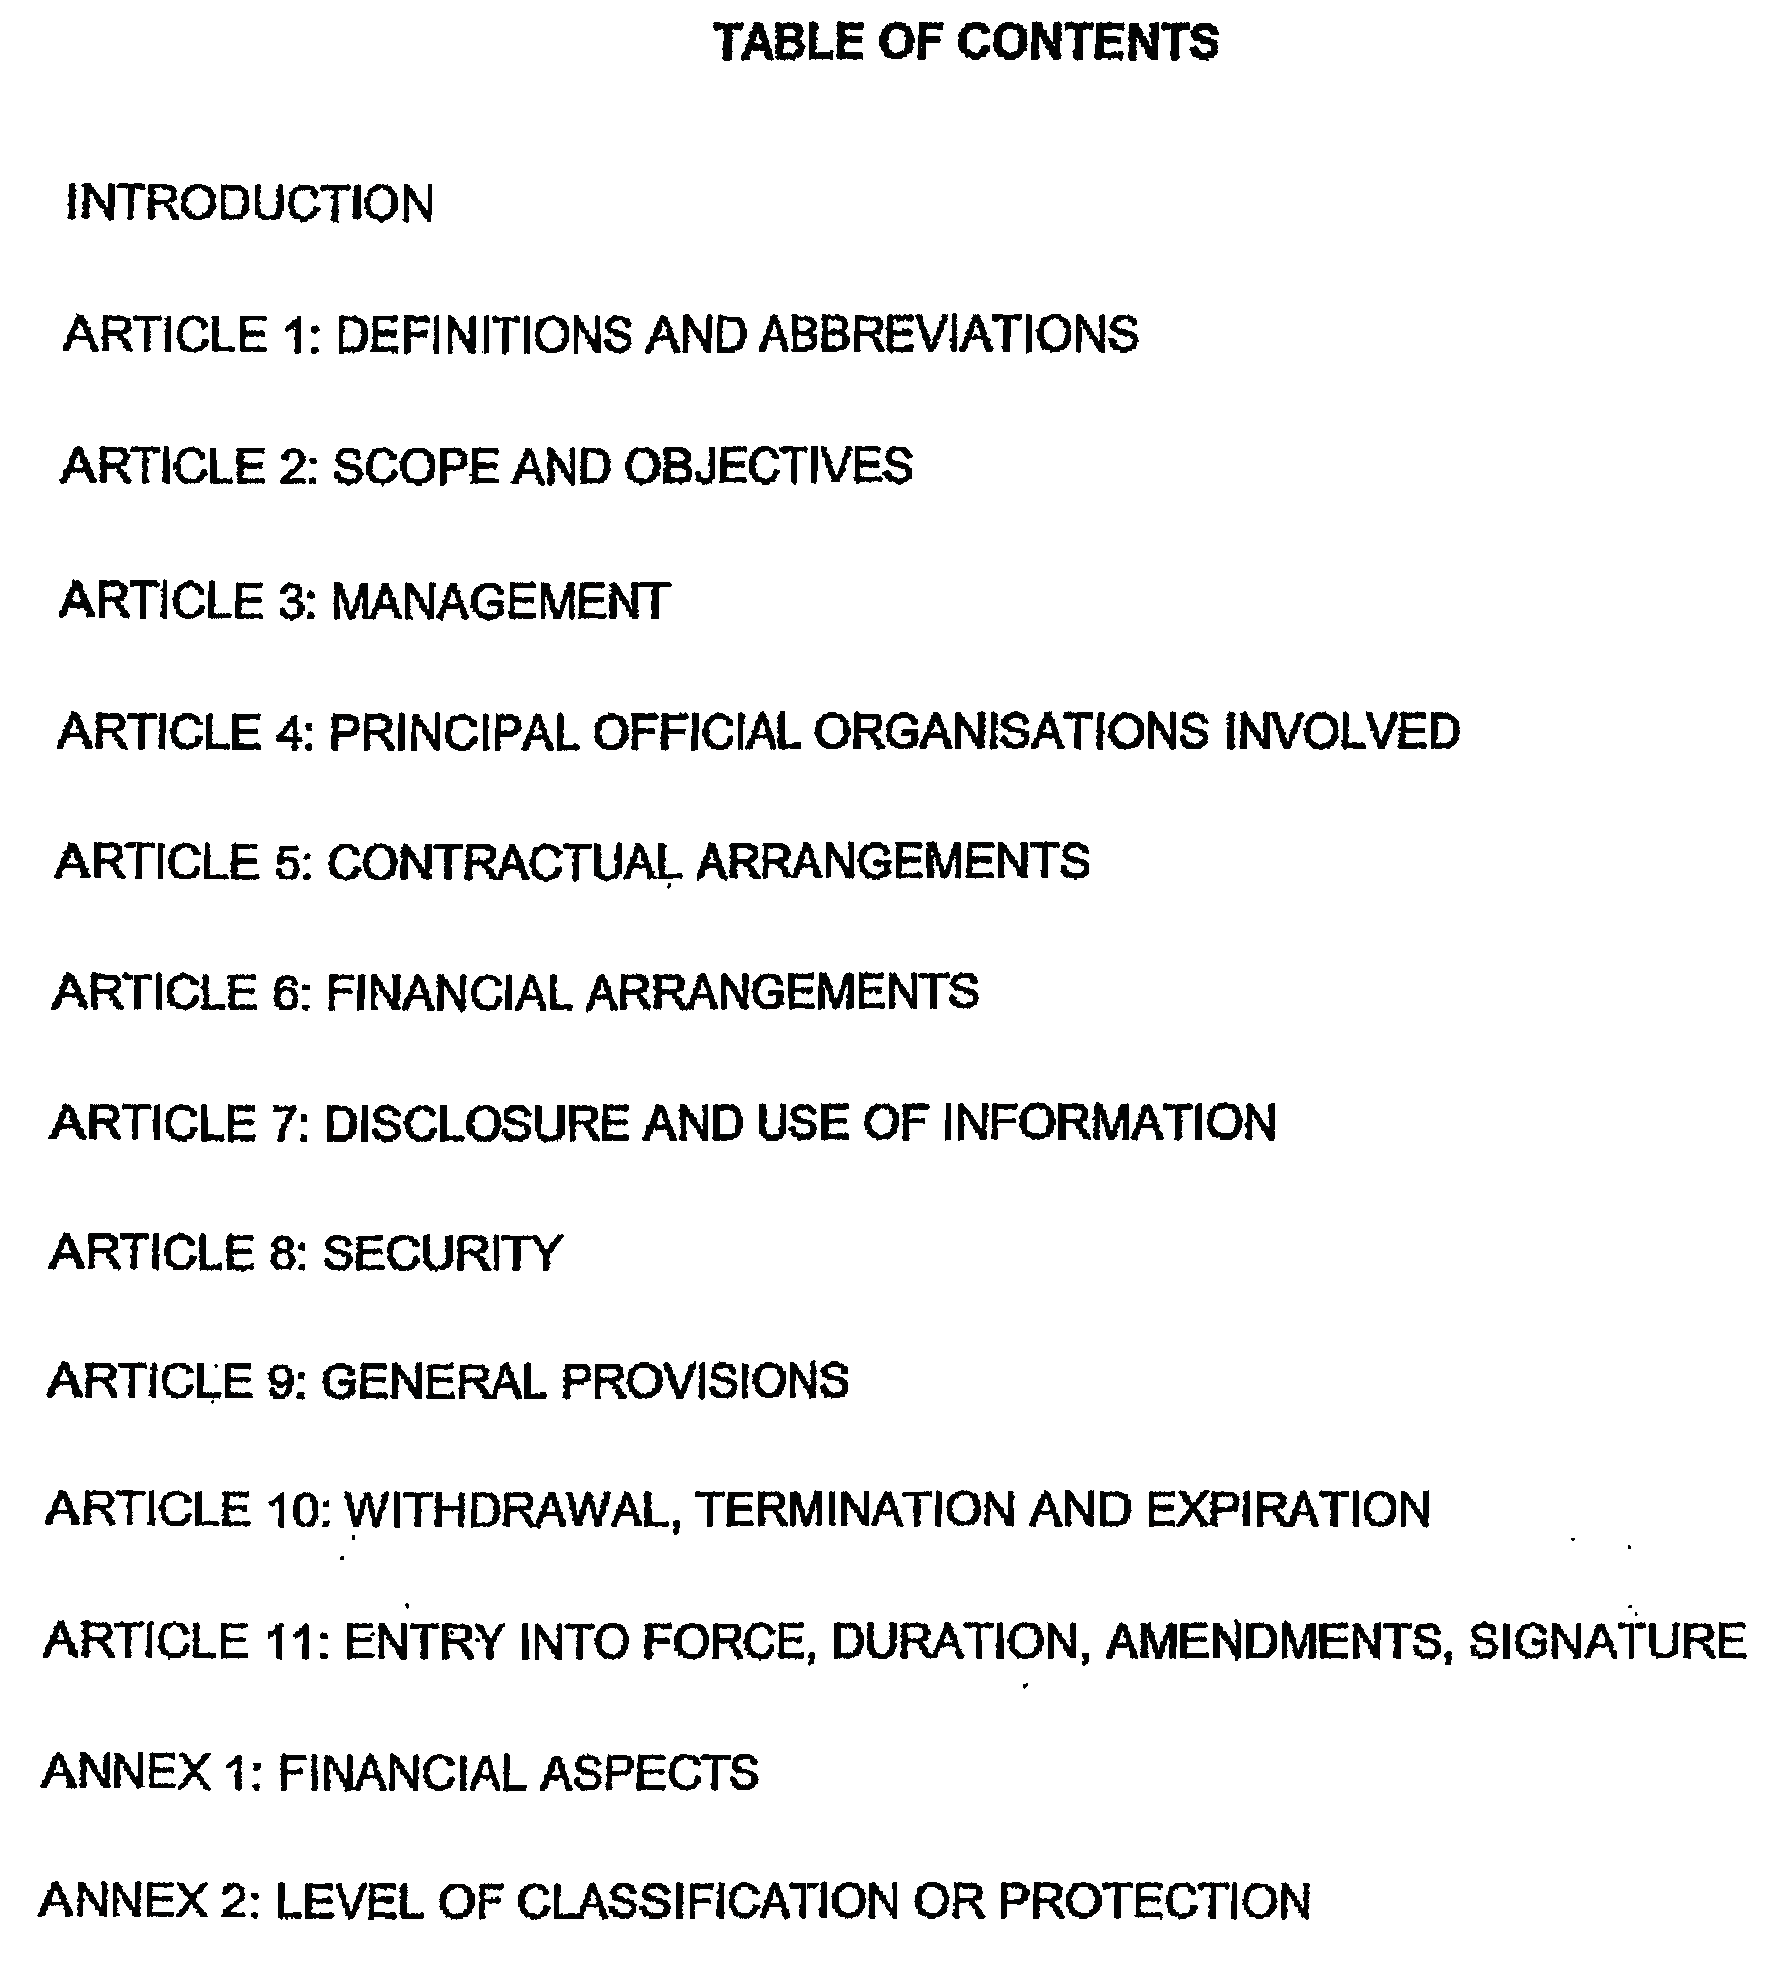 TABLE OF CONTENTS
INTRODUCTION
ARTICLE 1: DEFINITIONS AND ABBREVIATIONS
ARTICLE 2: SCOPE AND OBJECTIVES
ARTICLE 3: MANAGEMENT
ARTICLE 4: PRINCIPAL OFFICIAL ORGANISATIONS INVOLVED
ARTICLE 5: CONTRACTUAL ARRANGEMENTS
ARTICLE 6: FINANCIAL ARRANGEMENTS
ARTICLE 7: DISCLOSURE AND USE OF INFORMATION
ARTICLE 8: SECURITY
ARTICLE 9: GENERAL PROVISIONS
ARTICLE 10: WITHDRAWAL, TERMINATION AND EXPIRATION
ARTICLE 11: ENTRY INTO FORCE, DURATION, AMENDMENTS, SIGNATURE
ANNEX 1: FINANCIAL ASPECTS
ANNEX 2: LEVEL OF CLASSIFICATION OR PROTECTION